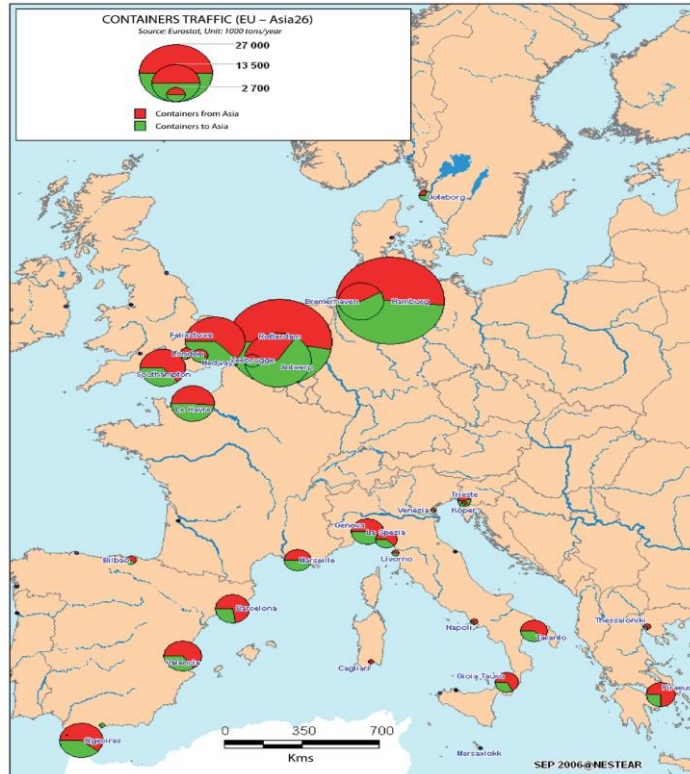 CONTAINERS TRAFFIC (EU – Asia26)
Source: Eurostat, Unit: 1000 tons/year
27 000
13 500
2 700
Containers from Asia
Containers to Asia
Goteborg
Bremerhaven
Hamburg
Felixstowe
Rotterdam
London
Medway
Zeebrugge
Antwerp
Southampton
Le Havre
Trieste
Venezia
Koper
Genova
La Spezia
Livorno
Marseille
Bilbao
Barcelona
Napoli
Taranto
Thessaloniki
Valencia
Cagliari
Gioia Tauro
Piraeus
Algeciras
Marsaxlokk
0 350 700
Kms
SEP 2006@NESTEAR